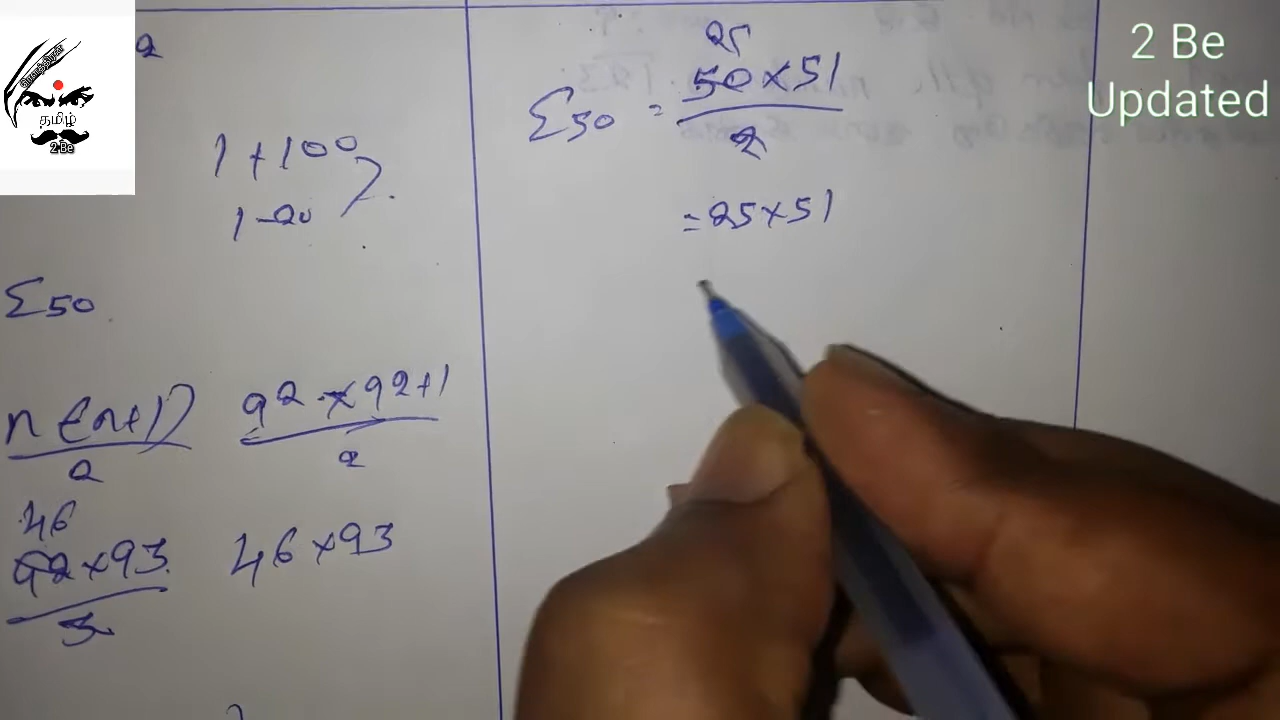 2 Be
Updated
தமிழ்
2 Be
2
1 + 100
1 - 20
Σ50
n (n+1)
2
92 × 92+1
2
46
92 × 93
2
46 × 93
25
Σ50 = 50 × 51
2
= 25 × 51